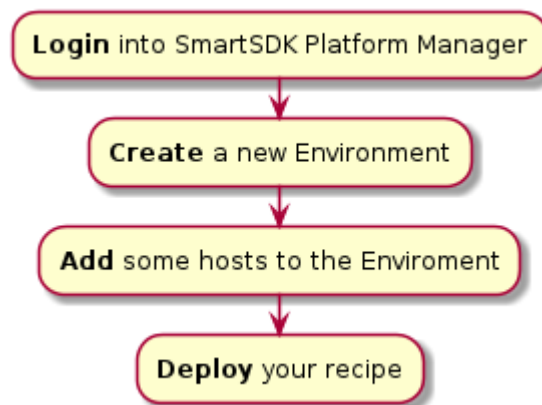 Login into SmartSDK Platform Manager
Create a new Environment
Add some hosts to the Enviroment
Deploy your recipe